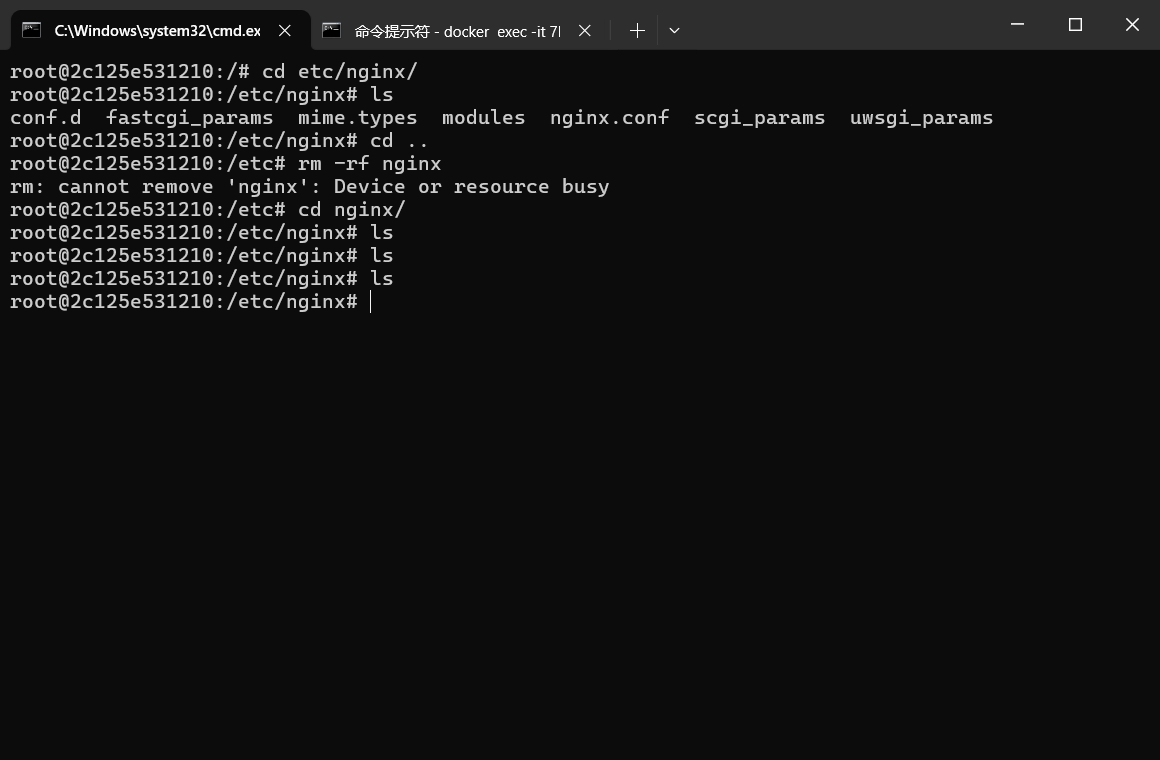 C:\Windows\system32\cmd.ex
命令提示符 - docker exec -it 7
root@2c125e531210:/# cd etc/nginx/
root@2c125e531210:/etc/nginx# ls
conf.d  fastcgi_params  mime.types  modules  nginx.conf  scgi_params  uwsgi_params
root@2c125e531210:/etc/nginx# cd ..
root@2c125e531210:/etc# rm -rf nginx
rm: cannot remove 'nginx': Device or resource busy
root@2c125e531210:/etc# cd nginx/
root@2c125e531210:/etc/nginx# ls
root@2c125e531210:/etc/nginx# ls
root@2c125e531210:/etc/nginx# ls
root@2c125e531210:/etc/nginx#